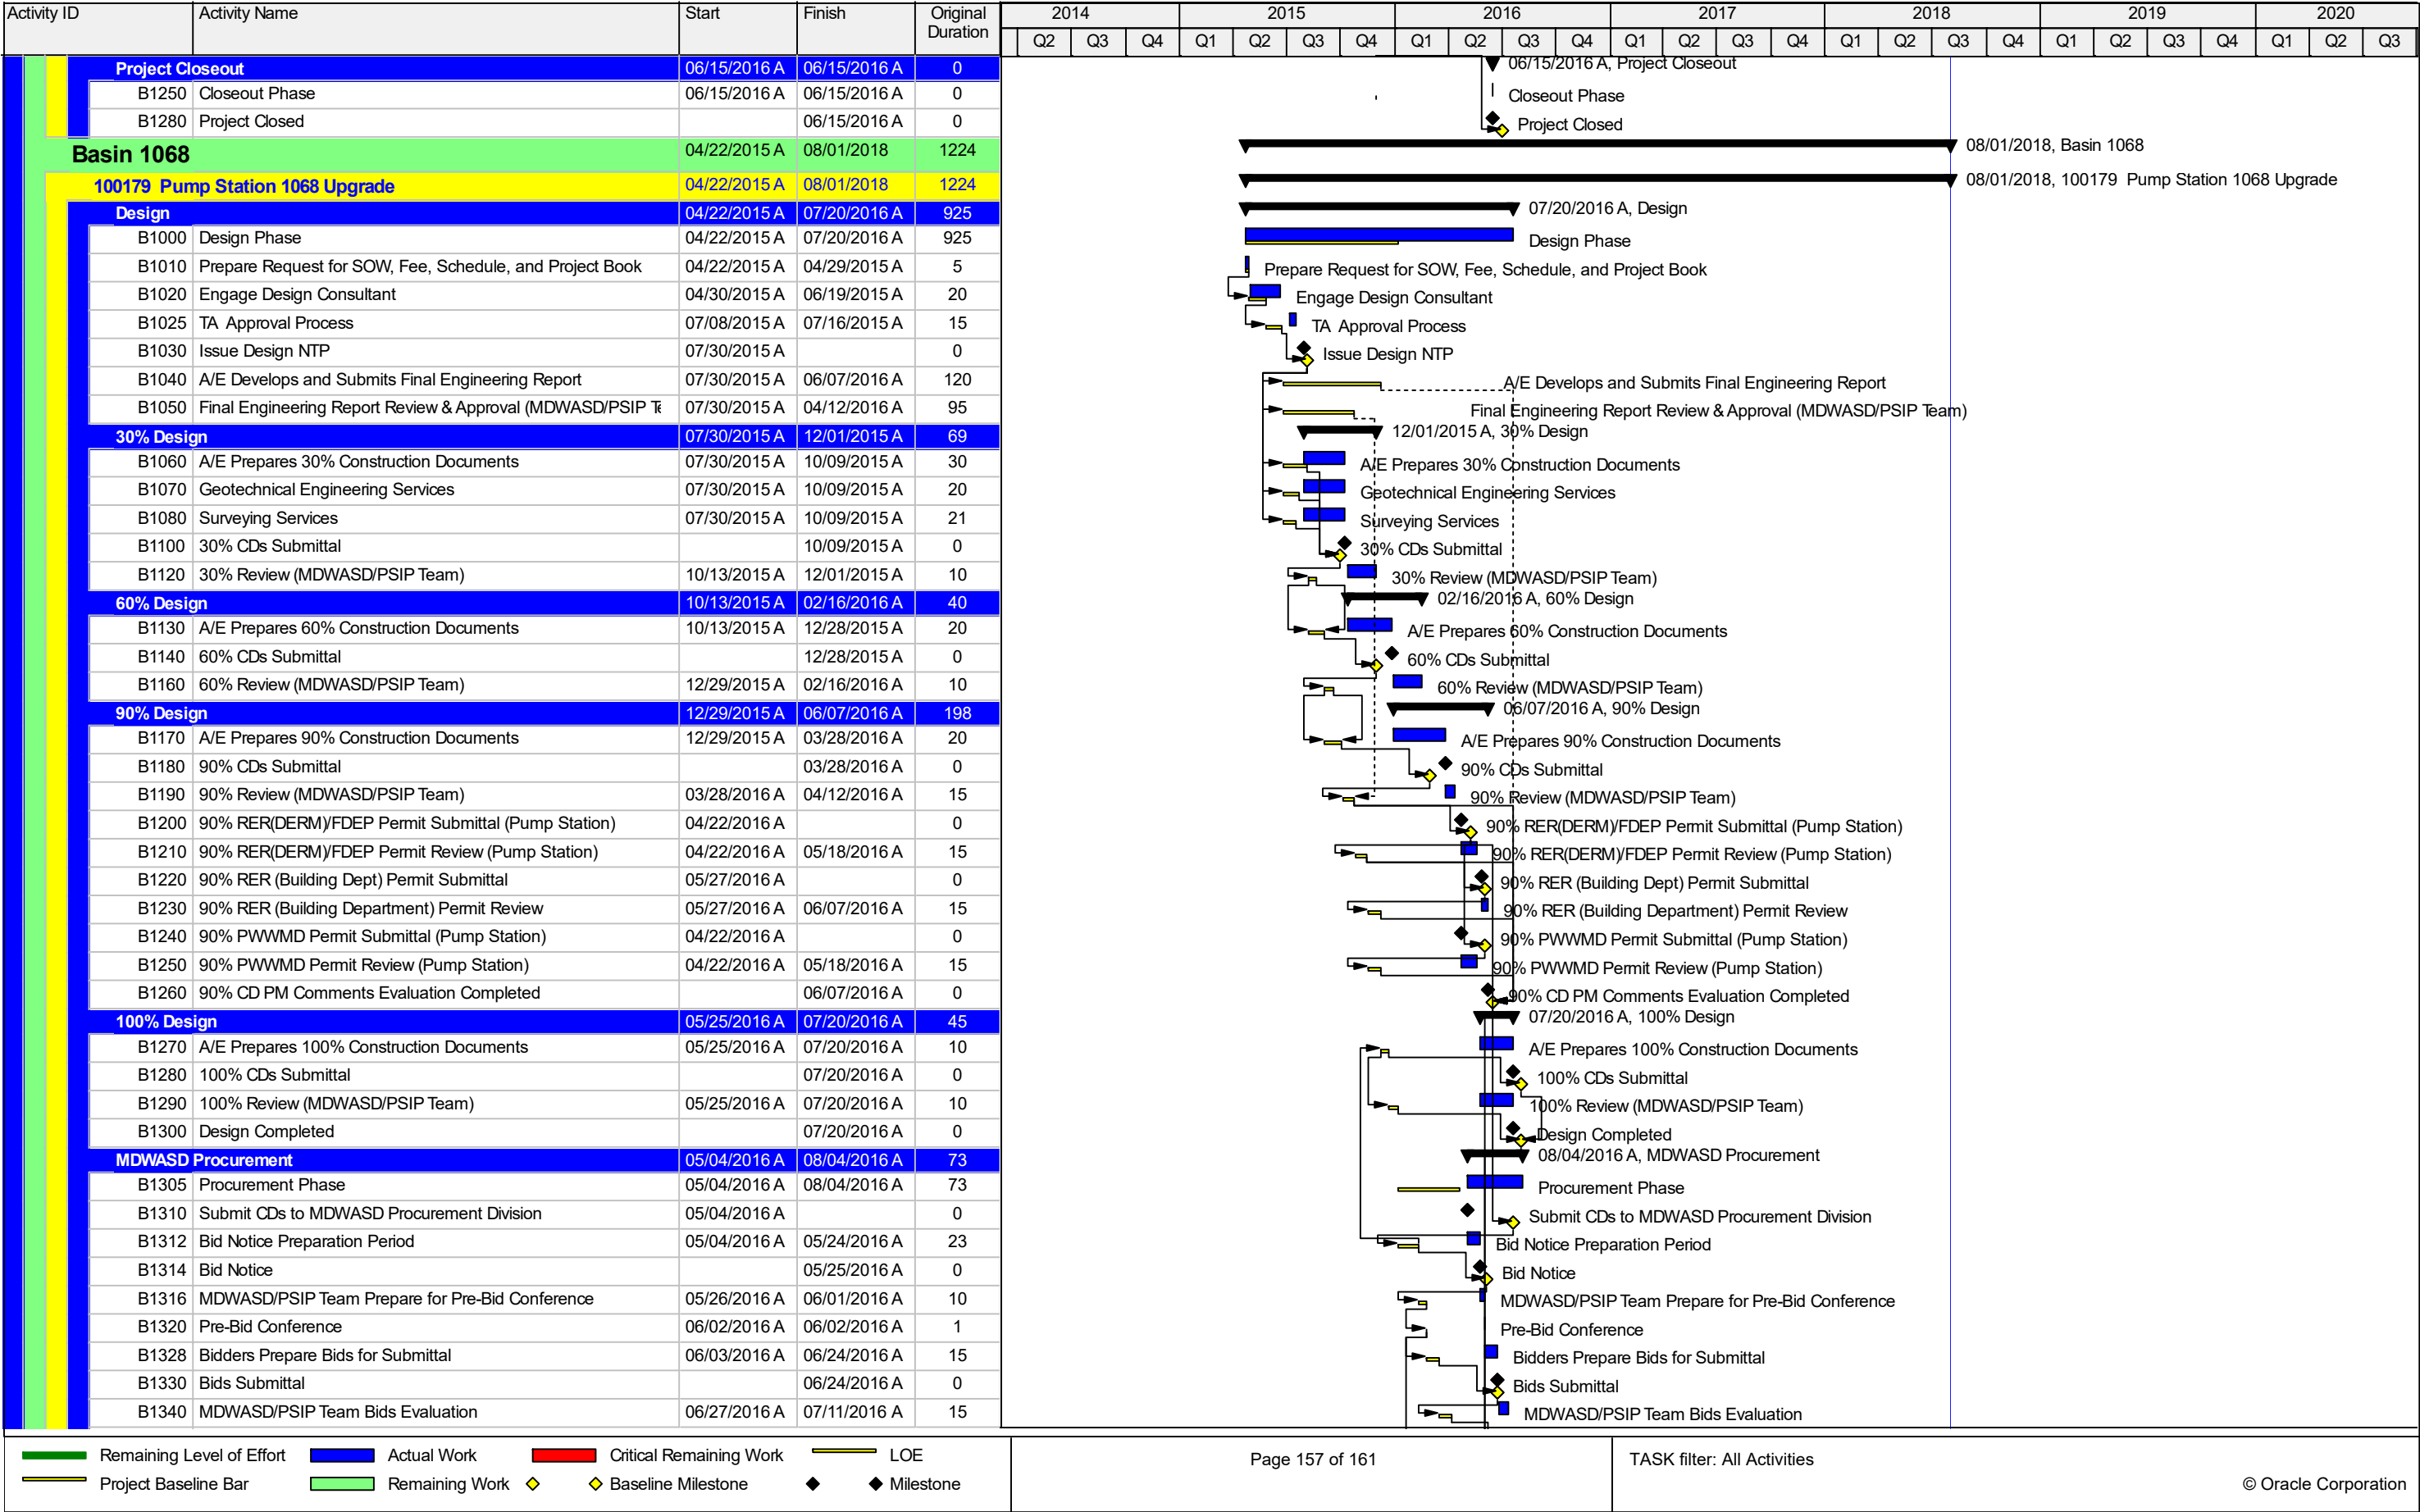 Activity ID Activity Name Start Finish Original Duration 2014 2015 2016 2017 2018 2019 2020
Q2 Q3 Q4 Q1 Q2 Q3 Q4 Q1 Q2 Q3 Q4 Q1 Q2 Q3 Q4 Q1 Q2 Q3 Q4 Q1 Q2 Q3 Q4 Q1 Q2 Q3
Project Closeout 06/15/2016 A 06/15/2016 A 0 06/15/2016 A, Project Closeout
B1250 Closeout Phase 06/15/2016 A 06/15/2016 A 0 Closeout Phase
B1280 Project Closed 06/15/2016 A 0 Project Closed
Basin 1068 04/22/2015 A 08/01/2018 1224 08/01/2018, Basin 1068
100179 Pump Station 1068 Upgrade 04/22/2015 A 08/01/2018 1224 08/01/2018, 100179 Pump Station 1068 Upgrade
Design 04/22/2015 A 07/20/2016 A 925 07/20/2016 A, Design
B1000 Design Phase 04/22/2015 A 07/20/2016 A 925 Design Phase
B1010 Prepare Request for SOW, Fee, Schedule, and Project Book 04/22/2015 A 04/29/2015 A 5 Prepare Request for SOW, Fee, Schedule, and Project Book
B1020 Engage Design Consultant 04/30/2015 A 06/19/2015 A 20 Engage Design Consultant
B1025 TA Approval Process 07/08/2015 A 07/16/2015 A 15 TA Approval Process
B1030 Issue Design NTP 07/30/2015 A 0 Issue Design NTP
B1040 A/E Develops and Submits Final Engineering Report 07/30/2015 A 06/07/2016 A 120 A/E Develops and Submits Final Engineering Report
B1050 Final Engineering Report Review & Approval (MDWASD/PSIP Te 07/30/2015 A 04/12/2016 A 95 Final Engineering Report Review & Approval (MDWASD/PSIP Team)
30% Design 07/30/2015 A 12/01/2015 A 69 12/01/2015 A, 30% Design
B1060 A/E Prepares 30% Construction Documents 07/30/2015 A 10/09/2015 A 30 A/E Prepares 30% Construction Documents
B1070 Geotechnical Engineering Services 07/30/2015 A 10/09/2015 A 20 Geotechnical Engineering Services
B1080 Surveying Services 07/30/2015 A 10/09/2015 A 21 Surveying Services
B1100 30% CDs Submittal 10/09/2015 A 0 30% CDs Submittal
B1120 30% Review (MDWASD/PSIP Team) 10/13/2015 A 12/01/2015 A 10 30% Review (MDWASD/PSIP Team)
60% Design 10/13/2015 A 02/16/2016 A 40 02/16/2016 A, 60% Design
B1130 A/E Prepares 60% Construction Documents 10/13/2015 A 12/28/2015 A 20 A/E Prepares 60% Construction Documents
B1140 60% CDs Submittal 12/28/2015 A 0 60% CDs Submittal
B1160 60% Review (MDWASD/PSIP Team) 12/29/2015 A 02/16/2016 A 10 60% Review (MDWASD/PSIP Team)
90% Design 12/29/2015 A 06/07/2016 A 198 06/07/2016 A, 90% Design
B1170 A/E Prepares 90% Construction Documents 12/29/2015 A 03/28/2016 A 20 A/E Prepares 90% Construction Documents
B1180 90% CDs Submittal 03/28/2016 A 0 90% CDs Submittal
B1190 90% Review (MDWASD/PSIP Team) 03/28/2016 A 04/12/2016 A 15 90% Review (MDWASD/PSIP Team)
B1200 90% RER(DERM)/FDEP Permit Submittal (Pump Station) 04/22/2016 A 0 90% RER(DERM)/FDEP Permit Submittal (Pump Station)
B1210 90% RER(DERM)/FDEP Permit Review (Pump Station) 04/22/2016 A 05/18/2016 A 15 90% RER(DERM)/FDEP Permit Review (Pump Station)
B1220 90% RER (Building Dept) Permit Submittal 05/27/2016 A 0 90% RER (Building Dept) Permit Submittal
B1230 90% RER (Building Department) Permit Review 05/27/2016 A 06/07/2016 A 15 90% RER (Building Department) Permit Review
B1240 90% PWWMD Permit Submittal (Pump Station) 04/22/2016 A 0 90% PWWMD Permit Submittal (Pump Station)
B1250 90% PWWMD Permit Review (Pump Station) 04/22/2016 A 05/18/2016 A 15 90% PWWMD Permit Review (Pump Station)
B1260 90% CD PM Comments Evaluation Completed 06/07/2016 A 0 90% CD PM Comments Evaluation Completed
100% Design 05/25/2016 A 07/20/2016 A 45 07/20/2016 A, 100% Design
B1270 A/E Prepares 100% Construction Documents 05/25/2016 A 07/20/2016 A 10 A/E Prepares 100% Construction Documents
B1280 100% CDs Submittal 07/20/2016 A 0 100% CDs Submittal
B1290 100% Review (MDWASD/PSIP Team) 05/25/2016 A 07/20/2016 A 10 100% Review (MDWASD/PSIP Team)
B1300 Design Completed 07/20/2016 A 0 Design Completed
MDWASD Procurement 05/04/2016 A 08/04/2016 A 73 08/04/2016 A, MDWASD Procurement
B1305 Procurement Phase 05/04/2016 A 08/04/2016 A 73 Procurement Phase
B1310 Submit CDs to MDWASD Procurement Division 05/04/2016 A 0 Submit CDs to MDWASD Procurement Division
B1312 Bid Notice Preparation Period 05/04/2016 A 05/24/2016 A 23 Bid Notice Preparation Period
B1314 Bid Notice 05/25/2016 A 0 Bid Notice
B1316 MDWASD/PSIP Team Prepare for Pre-Bid Conference 05/26/2016 A 06/01/2016 A 10 MDWASD/PSIP Team Prepare for Pre-Bid Conference
B1320 Pre-Bid Conference 06/02/2016 A 06/02/2016 A 1 Pre-Bid Conference
B1328 Bidders Prepare Bids for Submittal 06/03/2016 A 06/24/2016 A 15 Bidders Prepare Bids for Submittal
B1330 Bids Submittal 06/24/2016 A 0 Bids Submittal
B1340 MDWASD/PSIP Team Bids Evaluation 06/27/2016 A 07/11/2016 A 15 MDWASD/PSIP Team Bids Evaluation
Remaining Level of Effort Actual Work Critical Remaining Work LOE Page 157 of 161 TASK filter: All Activities
Project Baseline Bar Remaining Work Baseline Milestone Milestone © Oracle Corporation